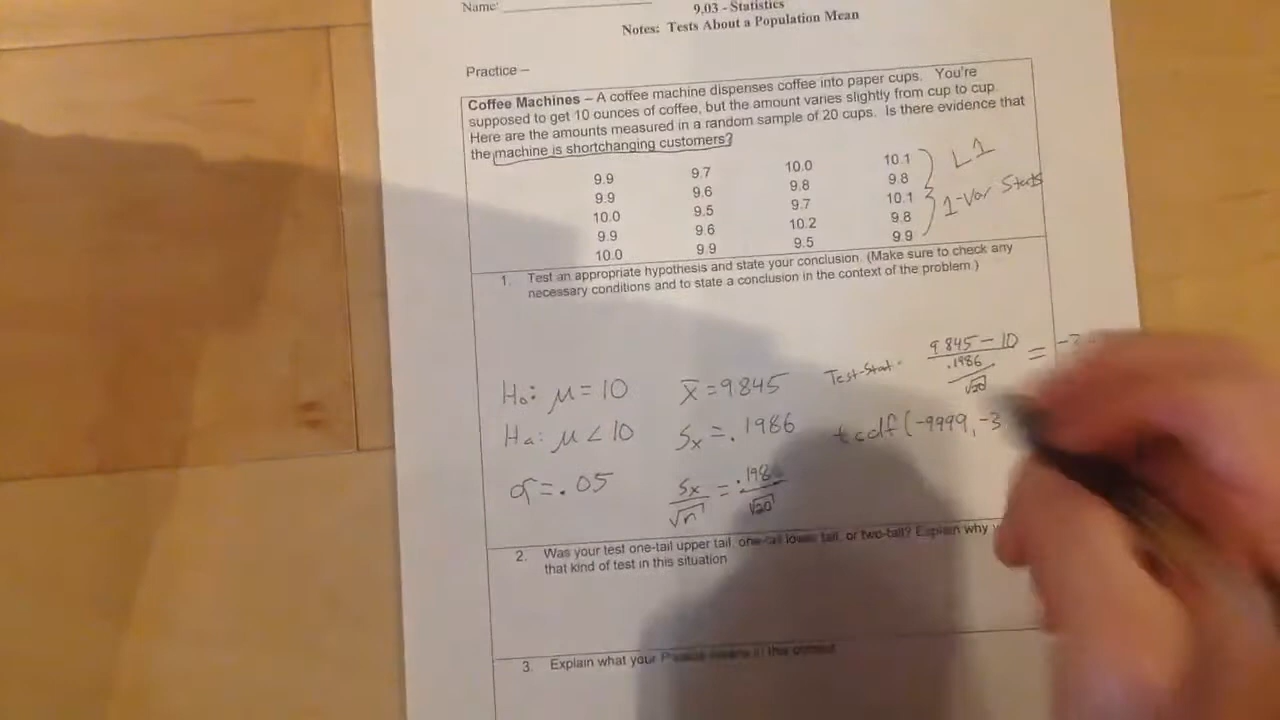 Name:
9.03 - Statistics
Notes: Tests About a Population Mean
Practice –
Coffee Machines – A coffee machine dispenses coffee into paper cups. You're
supposed to get 10 ounces of coffee, but the amount varies slightly from cup to cup.
Here are the amounts measured in a random sample of 20 cups. Is there evidence that
the machine is shortchanging customers?
9.9 9.7 10.0 10.1
9.9 9.6 9.8 9.8
10.0 9.5 9.7 10.1
9.9 9.6 10.2 9.8
10.0 9.9 9.5 9.9
L1
1-Var Stats
1. Test an appropriate hypothesis and state your conclusion. (Make sure to check any
necessary conditions and to state a conclusion in the context of the problem.)
Ho: μ = 10
Ha: μ < 10
α = .05
x̄ = 9.845
Sx = .1986
Sx/√n = .198 /√20
Test-Stat = 9.845 – 10 / .1986/√20 =
tcdf(-9999, -3
2. Was your test one-tail upper tail, one-tail lower tail, or two-tail? Explain why
that kind of test in this situation
3. Explain what your P-value means in this context